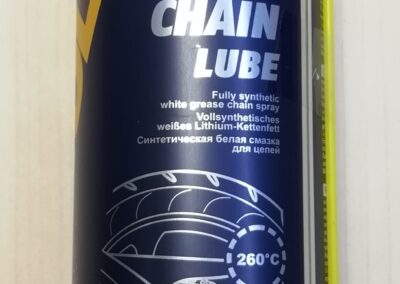 CHAIN
LUBE
Fully synthetic
white grease chain spray
Vollsynthetisches
weißes Lithium-Kettenfett
Синтетическая белая смазка
для цепей
260°C